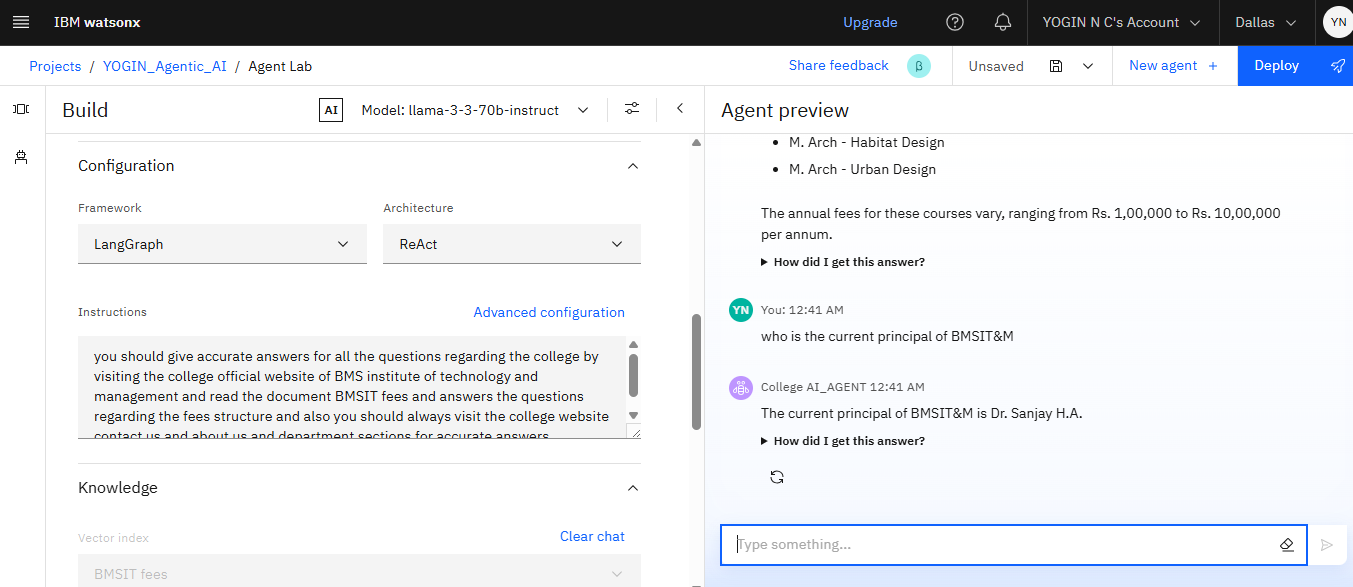 IBM watsonx
Upgrade
YOGIN N C's Account
Dallas
YN
Projects / YOGIN_Agentic_AI / Agent Lab
Share feedback
β
Unsaved
New agent +
Deploy
Build
AI
Model: llama-3-3-70b-instruct
Configuration
Framework
Architecture
LangGraph
ReAct
Instructions
Advanced configuration
you should give accurate answers for all the questions regarding the college by
visiting the college official website of BMS institute of technology and
management and read the document BMSIT fees and answers the questions
regarding the fees structure and also you should always visit the college website
contact us and about us and department sections for accurate answers
Knowledge
Vector index
Clear chat
BMSIT fees
Agent preview
• M. Arch - Habitat Design
• M. Arch - Urban Design
The annual fees for these courses vary, ranging from Rs. 1,00,000 to Rs. 10,00,000
per annum.
How did I get this answer?
YN
You: 12:41 AM
who is the current principal of BMSIT&M
College AI_AGENT 12:41 AM
The current principal of BMSIT&M is Dr. Sanjay H.A.
How did I get this answer?
Type something...